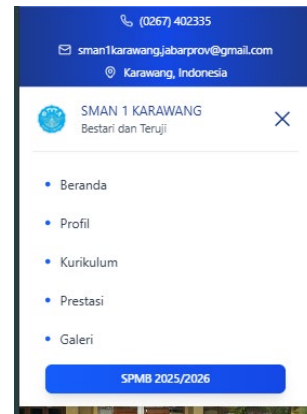 (0267) 402335
sman1karawang.jabarprov@gmail.com
Karawang, Indonesia
SMAN 1 KARAWANG
Bestari dan Teruji
Beranda
Profil
Kurikulum
Prestasi
Galeri
SPMB 2025/2026